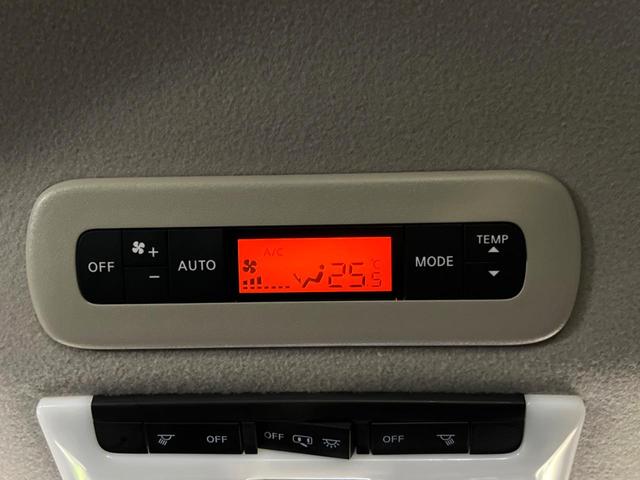 OFF + − AUTO A/C 25.5 °C MODE TEMP
OFF OFF OFF